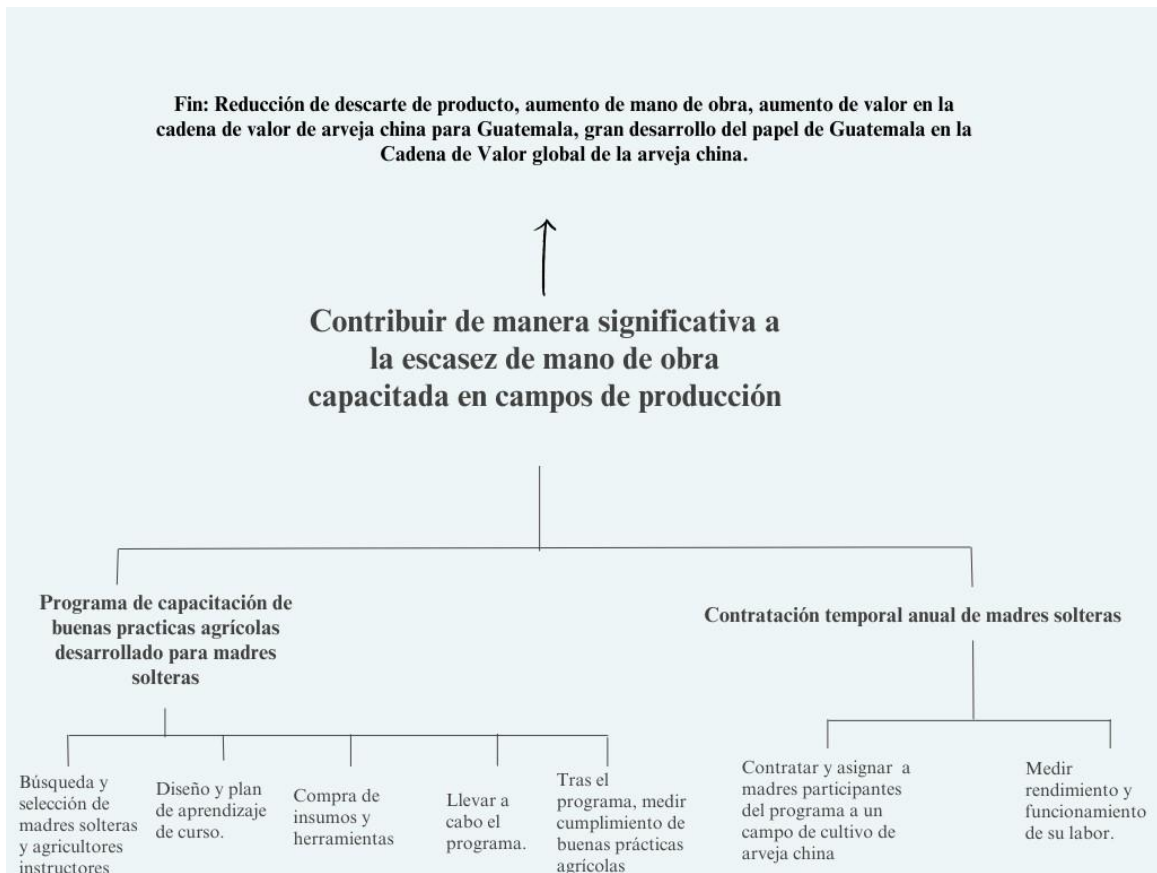 Fin: Reducción de descarte de producto, aumento de mano de obra, aumento de valor en la
cadena de valor de arveja china para Guatemala, gran desarrollo del papel de Guatemala en la
Cadena de Valor global de la arveja china.
Contribuir de manera significativa a
la escasez de mano de obra
capacitada en campos de producción
Programa de capacitación de
buenas practicas agrícolas
desarrollado para madres
solteras
Contratación temporal anual de madres solteras
Búsqueda y
selección de
madres solteras
y agricultores
instructores
Diseño y plan
de aprendizaje
de curso.
Compra de
insumos y
herramientas
Llevar a
cabo el
programa.
Tras el
programa, medir
cumplimiento de
buenas prácticas
agrícolas
Contratar y asignar a
madres participantes
del programa a un
campo de cultivo de
arveja china
Medir
rendimiento y
funcionamiento
de su labor.